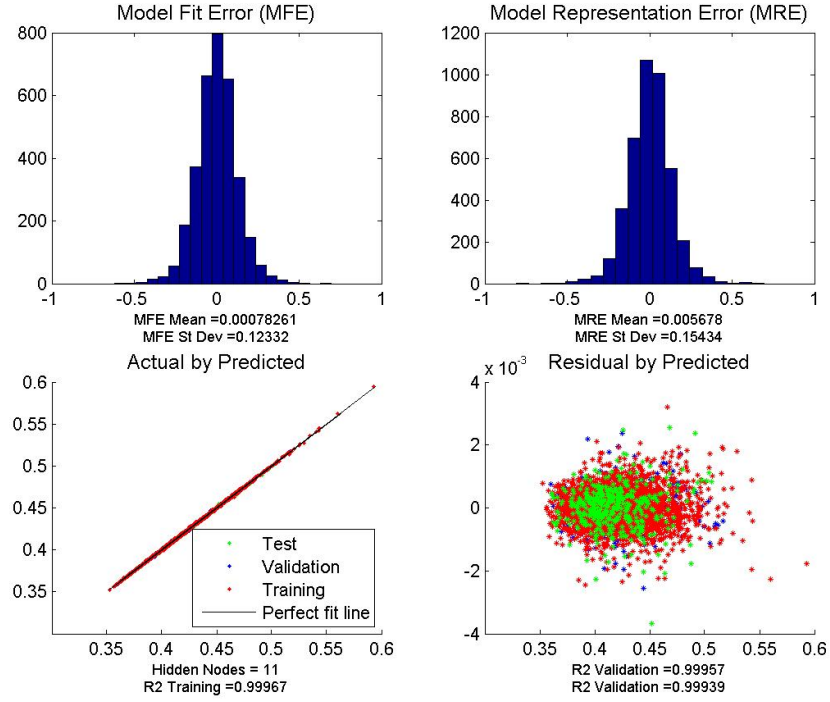 Model Fit Error (MFE)
800
600
400
200
0
-1
-0.5
0
0.5
1
MFE Mean =0.00078261
MFE St Dev =0.12332
Model Representation Error (MRE)
1200
1000
800
600
400
200
0
-1
-0.5
0
0.5
1
MRE Mean =0.005678
MRE St Dev =0.15434
Actual by Predicted
0.6
0.55
0.5
0.45
0.4
0.35
Test
Validation
Training
Perfect fit line
0.35
0.4
0.45
0.5
0.55
0.6
Hidden Nodes = 11
R2 Training =0.99967
Residual by Predicted
x 10-3
4
2
0
-2
-4
0.35
0.4
0.45
0.5
0.55
0.6
R2 Validation =0.99957
R2 Validation =0.99939